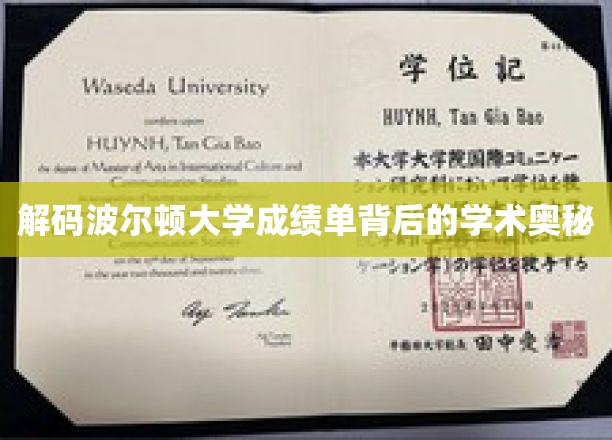 Waseda University
confers upon
HUYNH, Tan Gia Bao
the degree of Master of Arts in International Culture and
Communication Studies
解码波尔顿大学成绩单背后的学术奥秘
on the 15th day of September
in the year two thousand and twenty-three
学位記
HUYNH, Tan Gia Bao
本大学大学院国際コミュニケー
ション研究科において学位を授
ケーション学)の学位を授与する
早稲田大学総長 田中愛治